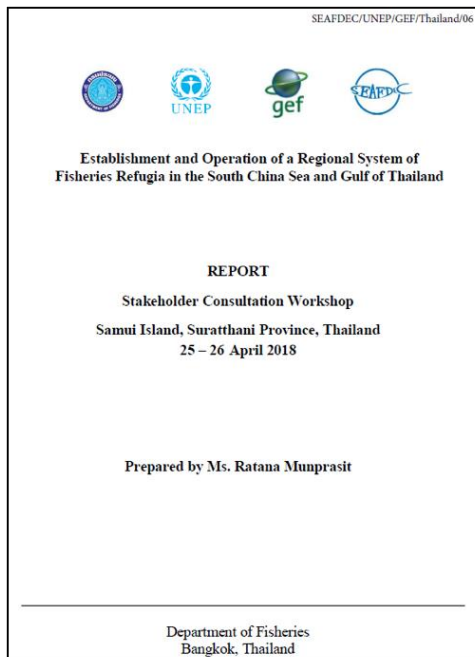 SEAFDEC/UNEP/GEF/Thailand/06
UNEP
gef
SEAFDEC
Establishment and Operation of a Regional System of
Fisheries Refugia in the South China Sea and Gulf of Thailand
REPORT
Stakeholder Consultation Workshop
Samui Island, Suratthani Province, Thailand
25 – 26 April 2018
Prepared by Ms. Ratana Munprasit
Department of Fisheries
Bangkok, Thailand